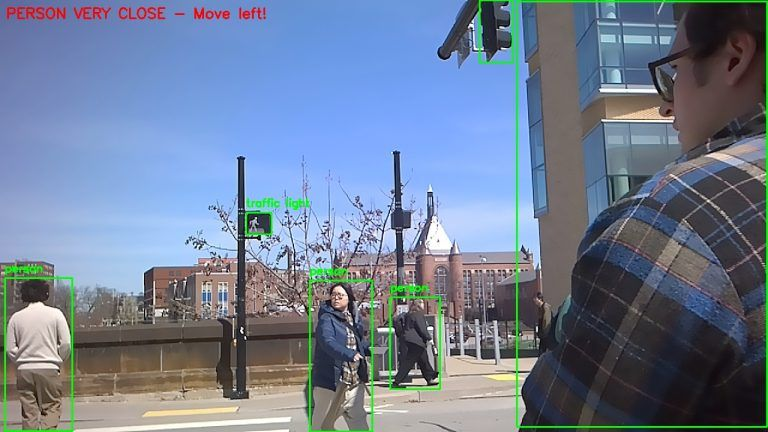 PERSON VERY CLOSE - Move left!
traffic light
person
person
person